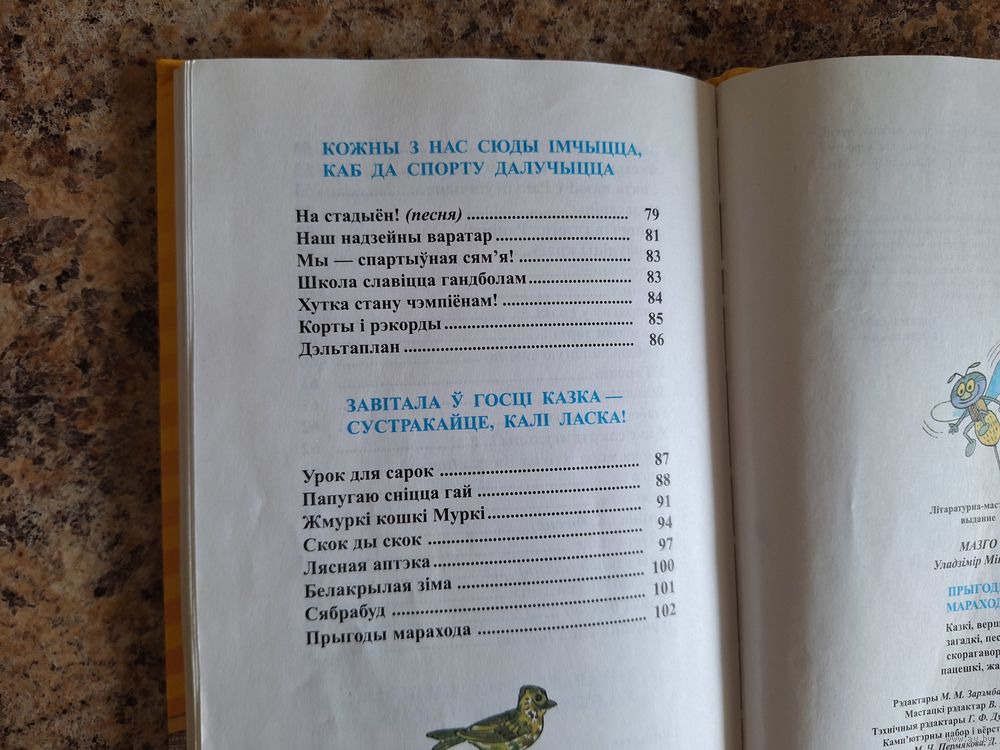 КОЖНЫ З НАС СЮДЫ ІМЧЫЦЦА,
КАБ ДА СПОРТУ ДАЛУЧЫЦЦА
На стадыён! (песня) ........ 79
Наш надзейны варатар ........ 81
Мы — спартыўная сям’я! ........ 83
Школа славіцца гандболам ........ 83
Хутка стану чэмпіёнам! ........ 84
Корты і рэкорды ........ 85
Дэльтаплан ........ 86
ЗАВІТАЛА Ў ГОСЦІ КАЗКА —
СУСТРАКАЙЦЕ, КАЛІ ЛАСКА!
Урок для сарок ........ 87
Папугаю сніцца гай ........ 88
Жмуркі кошкі Муркі ........ 91
Скок ды скок ........ 94
Лясная аптэка ........ 97
Белакрылая зіма ........ 100
Сябрабуд ........ 101
Прыгоды марахода ........ 102
Літаратурна-мас
выданне
МАЗГО
Уладзімір Мі
ПРЫГОД
МАРАХОД
Казкі, верш
загадкі, пес
скорагавор
пацешкі, жа
Рэдактары М. М. Зарэмба
Мастацкі рэдактар В.
Тэхнічныя рэдактары Г. Ф. Д
Камп’ютэрны набор і вёрс
М. Ч. Пермякова, Л.